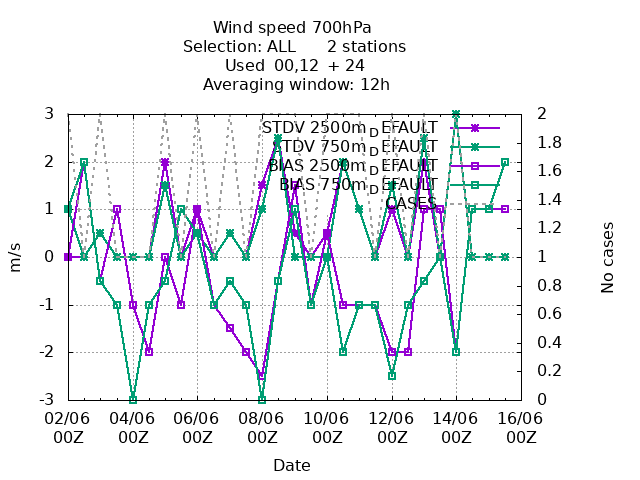 Wind speed 700hPa
Selection: ALL 2 stations
Used 00,12 + 24
Averaging window: 12h
STDV 2500m_DEFAULT
STDV 750m_DEFAULT
BIAS 2500m_DEFAULT
BIAS 750m_DEFAULT
CASES
3
2
1
0
-1
-2
-3
m/s
2
1.8
1.6
1.4
1.2
1
0.8
0.6
0.4
0.2
0
No cases
02/06 04/06 06/06 08/06 10/06 12/06 14/06 16/06
00Z 00Z 00Z 00Z 00Z 00Z 00Z 00Z
Date